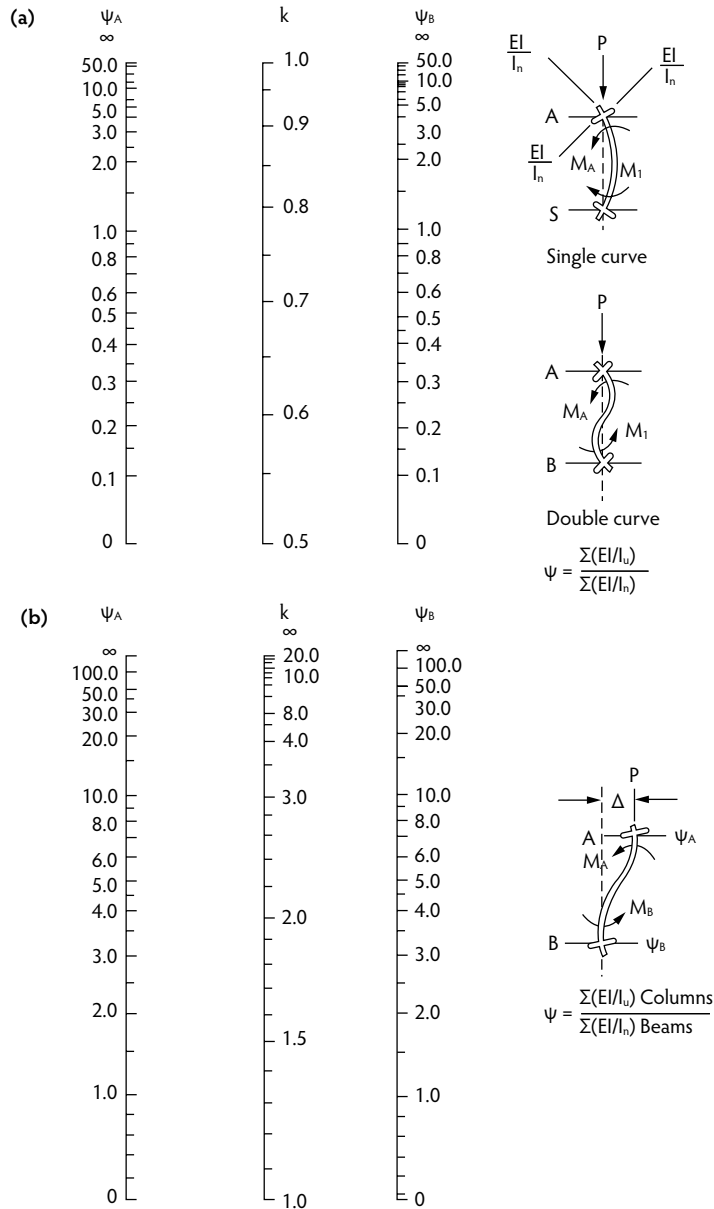 (a)
ψA
∞
50.0
10.0
5.0
3.0
2.0
1.0
0.8
0.6
0.5
0.4
0.3
0.2
0.1
0
k
1.0
0.9
0.8
0.7
0.6
0.5
ψB
∞
50.0
10.0
5.0
3.0
2.0
1.0
0.8
0.6
0.5
0.4
0.3
0.2
0.1
0
EI/In
P
EI/In
A
EI/In
MA
M1
S
Single curve
P
A
MA
M1
B
Double curve
ψ = Σ(EI/Iu)
Σ(EI/In)
(b)
ψA
∞
100.0
50.0
30.0
20.0
10.0
8.0
6.0
5.0
4.0
3.0
2.0
1.0
0
k
∞
20.0
10.0
8.0
4.0
3.0
2.0
1.5
1.0
ψB
∞
100.0
50.0
30.0
20.0
10.0
8.0
6.0
5.0
4.0
3.0
2.0
1.0
0
P
Δ
A
ψA
MA
MB
B
ψB
ψ = Σ(EI/Iu) Columns
Σ(EI/In) Beams